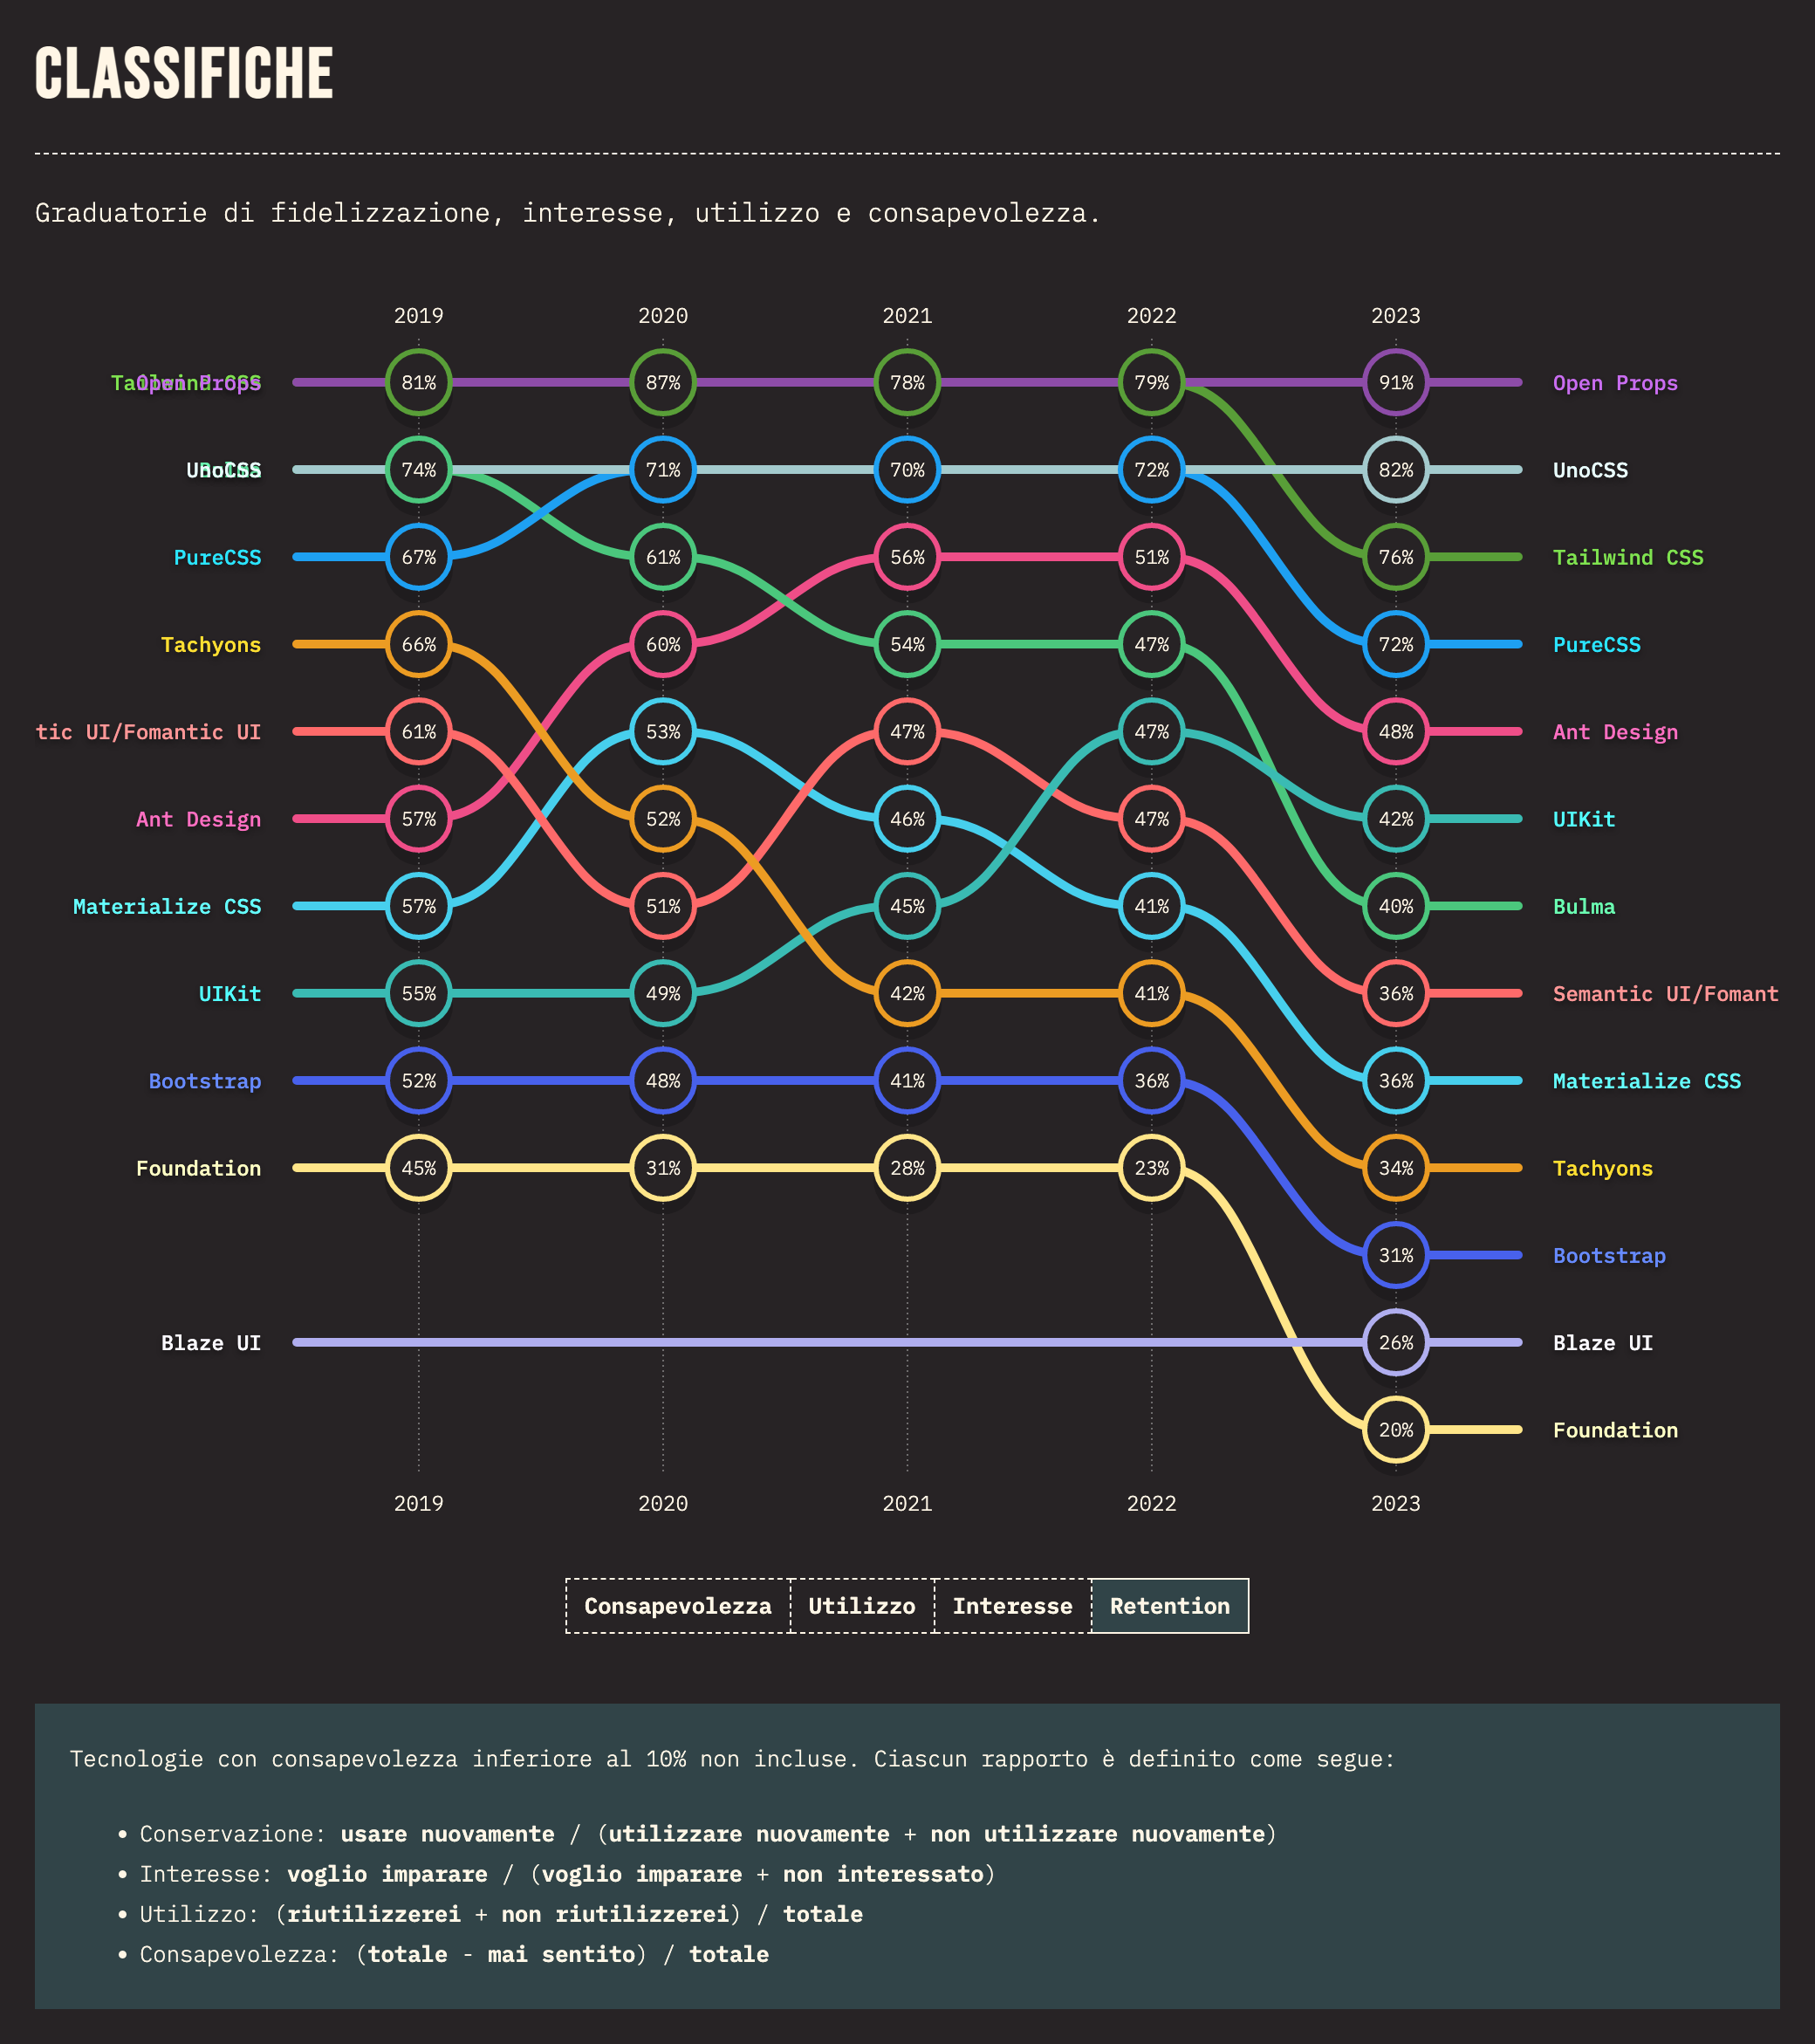 CLASSIFICHE
Graduatorie di fidelizzazione, interesse, utilizzo e consapevolezza.
2019 2020 2021 2022 2023
Tailwind CSS Open Props 81% 87% 78% 79% 91% Open Props
UnoCSS Bulma 74% 71% 70% 72% 82% UnoCSS
PureCSS 67% 61% 56% 51% 76% Tailwind CSS
Tachyons 66% 60% 54% 47% 72% PureCSS
tic UI/Fomantic UI 61% 53% 47% 47% 48% Ant Design
Ant Design 57% 52% 46% 47% 42% UIKit
Materialize CSS 57% 51% 45% 41% 40% Bulma
UIKit 55% 49% 42% 41% 36% Semantic UI/Fomant
Bootstrap 52% 48% 41% 36% 36% Materialize CSS
Foundation 45% 31% 28% 23% 34% Tachyons
31% Bootstrap
Blaze UI 26% Blaze UI
20% Foundation
2019 2020 2021 2022 2023
Consapevolezza Utilizzo Interesse Retention
Tecnologie con consapevolezza inferiore al 10% non incluse. Ciascun rapporto è definito come segue:
• Conservazione: usare nuovamente / (utilizzare nuovamente + non utilizzare nuovamente)
• Interesse: voglio imparare / (voglio imparare + non interessato)
• Utilizzo: (riutilizzerei + non riutilizzerei) / totale
• Consapevolezza: (totale - mai sentito) / totale